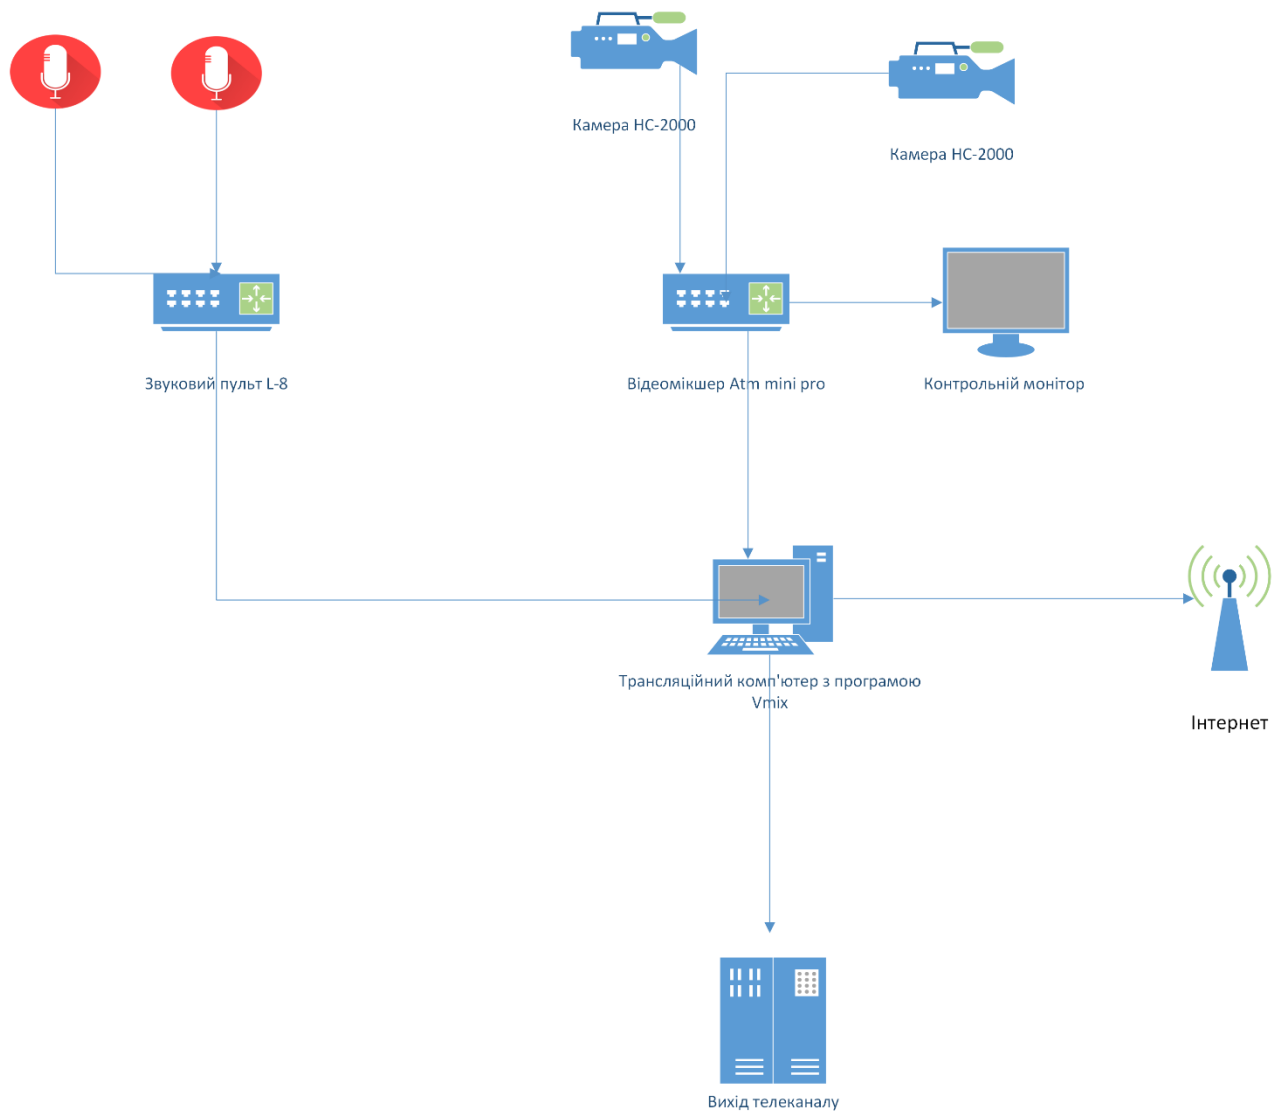 Камера HC-2000
Камера HC-2000
Звуковий пульт L-8
Відеомікшер Atm mini pro
Контрольній монітор
Трансляційний комп'ютер з програмою
Vmix
Інтернет
Вихід телеканалу